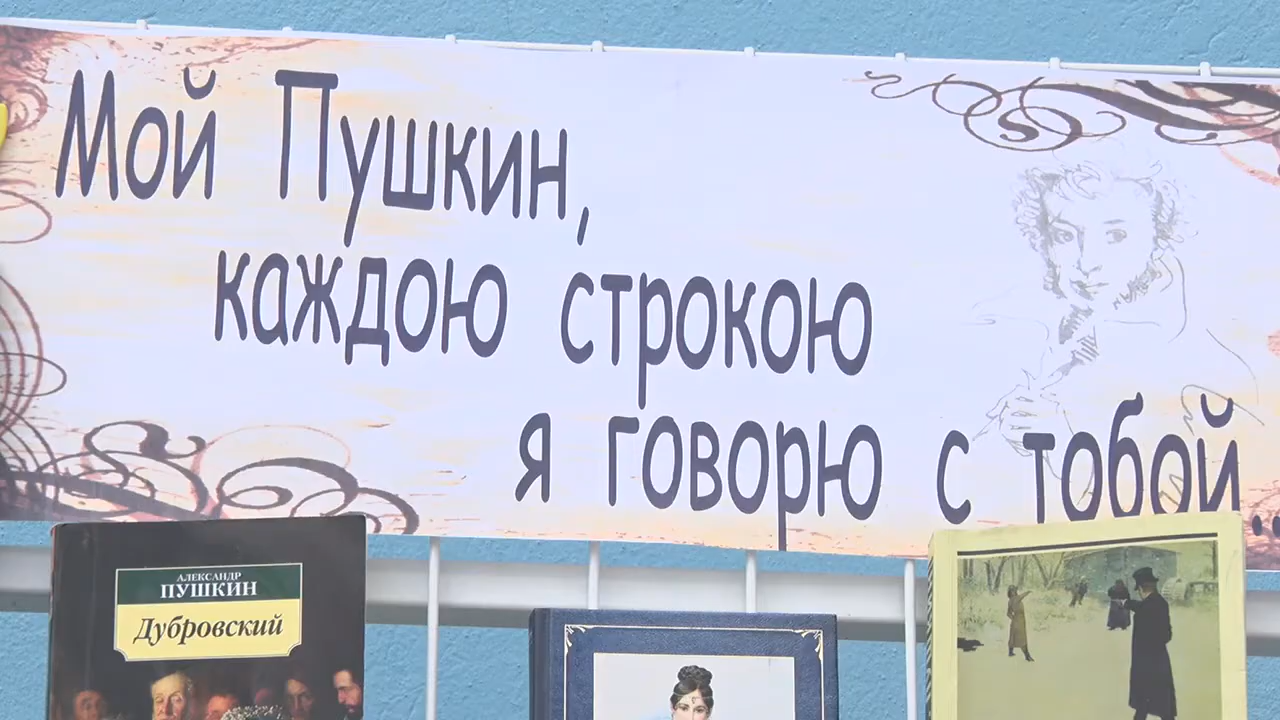 Мой Пушкин,
каждою строкою
я говорю с тобой...
АЛЕКСАНДР
ПУШКИН
Дубровский